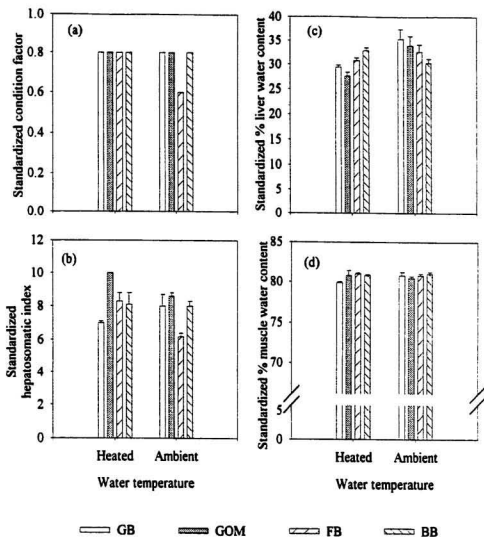 (a)
Standardized condition factor
1.0
0.8
0.6
0.4
0.2
0.0
(c)
Standardized % liver water content
40
35
30
25
20
15
10
5
0
(b)
Standardized
hepatosomatic index
12
10
8
6
4
2
0
Heated
Ambient
Water temperature
(d)
Standardized % muscle water content
90
80
70
5
0
Heated
Ambient
Water temperature
GB
GOM
FB
BB